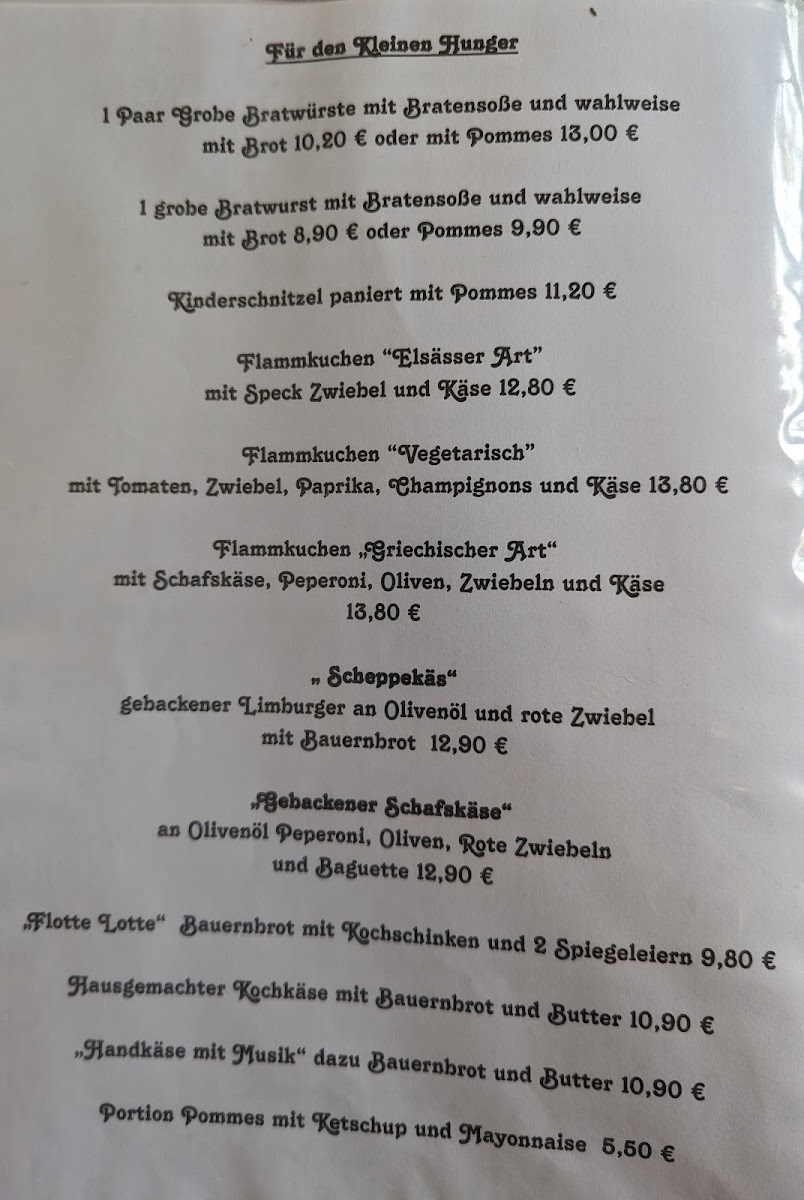 Für den Kleinen Hunger
1 Paar Grobe Bratwürste mit Bratensoße und wahlweise
mit Brot 10,20 € oder mit Pommes 13,00 €
1 grobe Bratwurst mit Bratensoße und wahlweise
mit Brot 8,90 € oder Pommes 9,90 €
Kinderschnitzel paniert mit Pommes 11,20 €
Flammkuchen “Elsässer Art”
mit Speck Zwiebel und Käse 12,80 €
Flammkuchen “Vegetarisch”
mit Tomaten, Zwiebel, Paprika, Champignons und Käse 13,80 €
Flammkuchen „Griechischer Art“
mit Schafskäse, Peperoni, Oliven, Zwiebeln und Käse
13,80 €
„ Scheppekäs“
gebackener Limburger an Olivenöl und rote Zwiebel
mit Bauernbrot 12,90 €
„Gebackener Schafskäse“
an Olivenöl Peperoni, Oliven, Rote Zwiebeln
und Baguette 12,90 €
„Flotte Lotte“ Bauernbrot mit Kochschinken und 2 Spiegeleiern 9,80 €
Hausgemachter Kochkäse mit Bauernbrot und Butter 10,90 €
„Handkäse mit Musik“ dazu Bauernbrot und Butter 10,90 €
Portion Pommes mit Ketschup und Mayonnaise 5,50 €